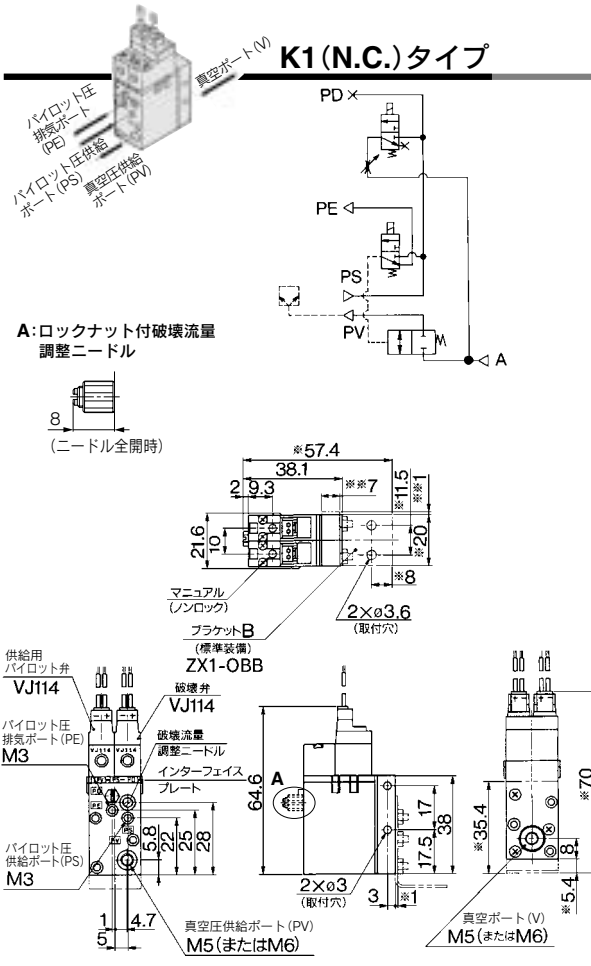 K1(N.C.)タイプ
真空ポート(V)
パイロット圧
排気ポート
(PE)
パイロット圧供給
ポート(PS)
真空圧供給
ポート(PV)
PD
PE
PS
PV
A
A:ロックナット付破壊流量
調整ニードル
8
(ニードル全開時)
※57.4
38.1
2 9.3
※※7
※11.5
※※1
21.6
10
※20
※8
マニュアル
(ノンロック)
2×ø3.6
(取付穴)
ブラケットB
(標準装備)
ZX1-OBB
供給用
パイロット弁
VJ114
破壊弁
VJ114
パイロット圧
排気ポート(PE)
M3
破壊流量
調整ニードル
インターフェイス
プレート
VJ114
VJ114
PE
PS
PV
パイロット圧
供給ポート(PS)
M3
5.8
22
25
28
1
4.7
5
真空圧供給ポート(PV)
M5(またはM6)
64.6
A
17
17.5
38
2×ø3
(取付穴)
3
※1
※70
※35.4
8
※5.4
真空ポート(V)
M5(またはM6)